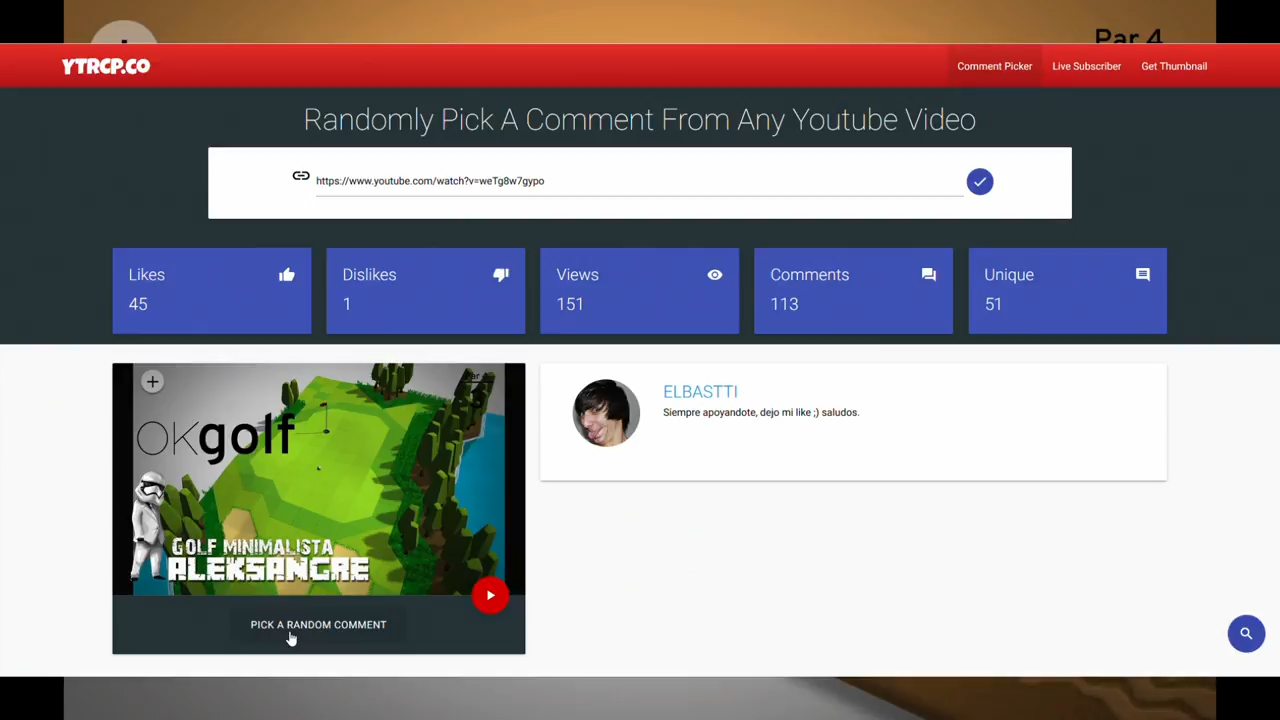 Par 4
YTRCP.CO
Comment Picker
Live Subscriber
Get Thumbnail
Randomly Pick A Comment From Any Youtube Video
https://www.youtube.com/watch?v=weTg8w7gypo
Likes
45
Dislikes
1
Views
151
Comments
113
Unique
51
OKgolf
GOLF MINIMALISTA
ALEKSANGRE
PICK A RANDOM COMMENT
ELBASTTI
Siempre apoyandote, dejo mi like ;) saludos.